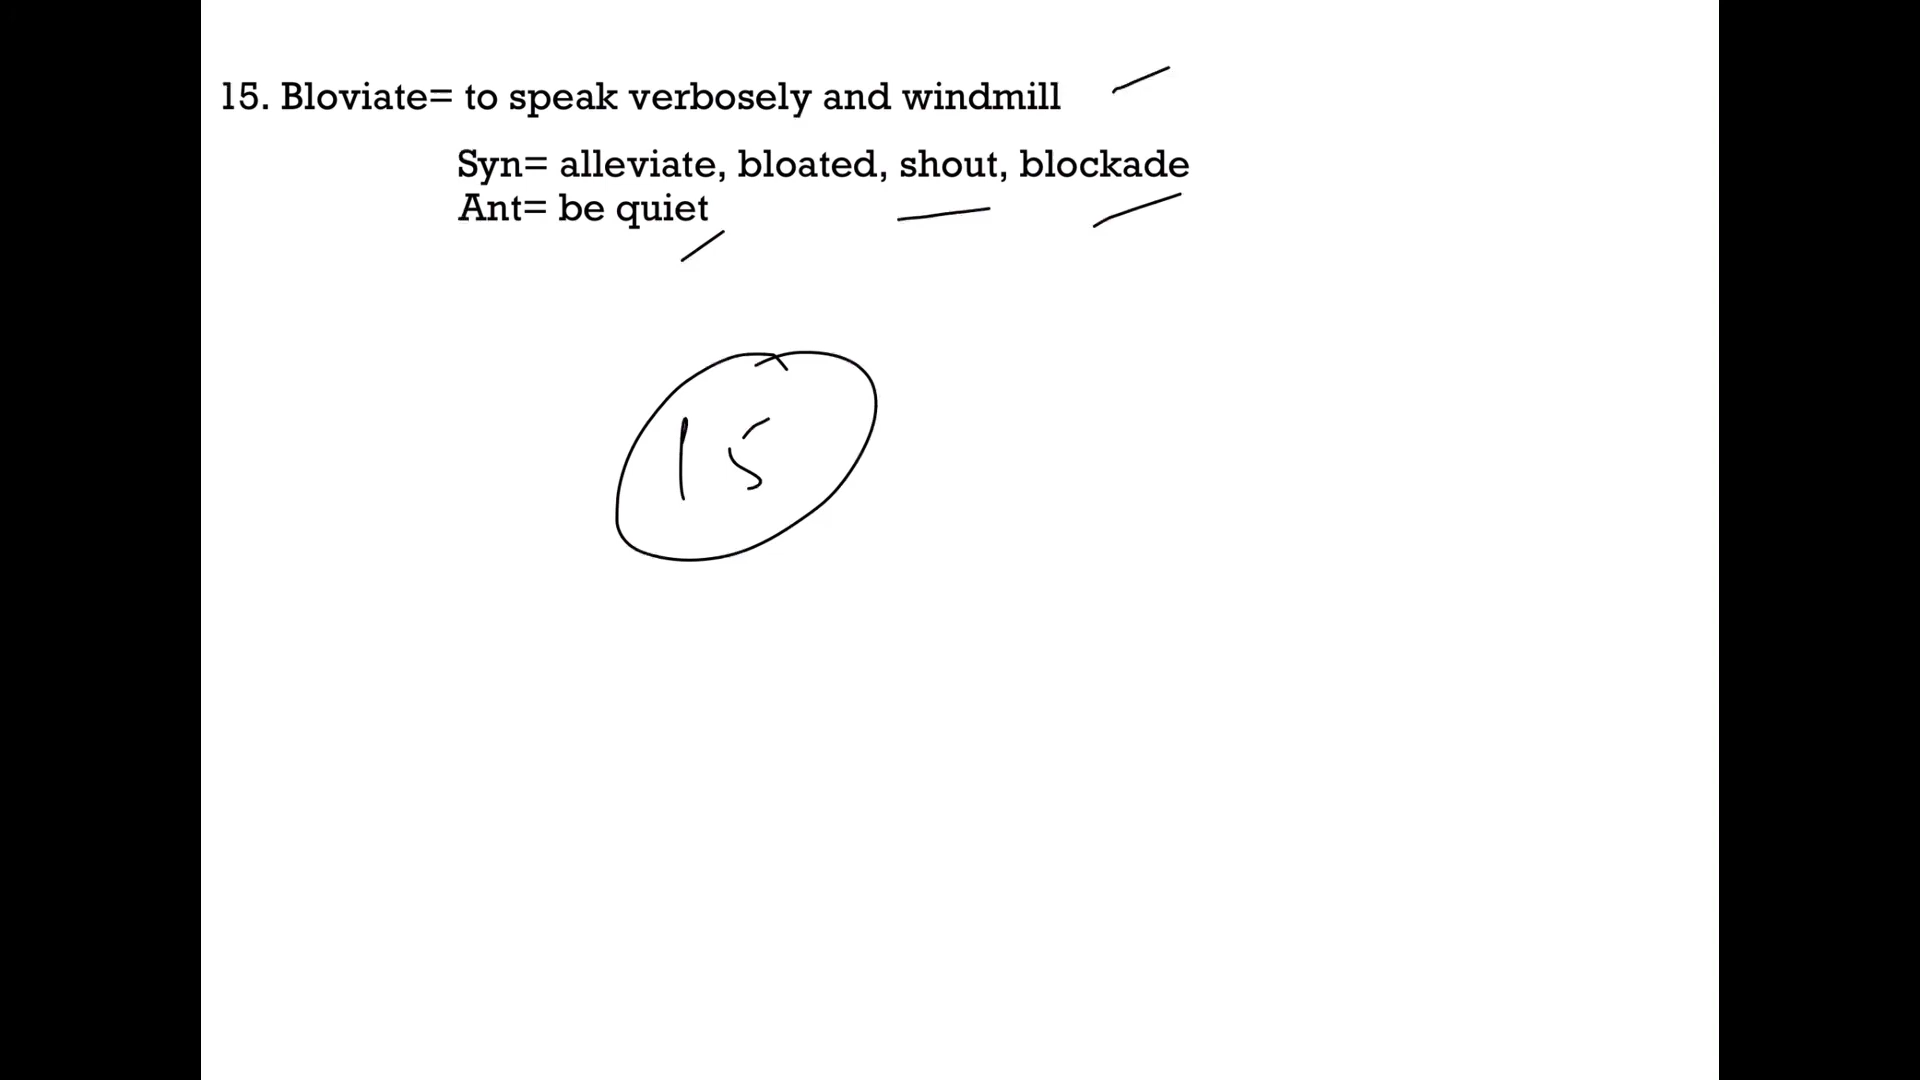 15. Bloviate= to speak verbosely and windmill
Syn= alleviate, bloated, shout, blockade
Ant= be quiet
15